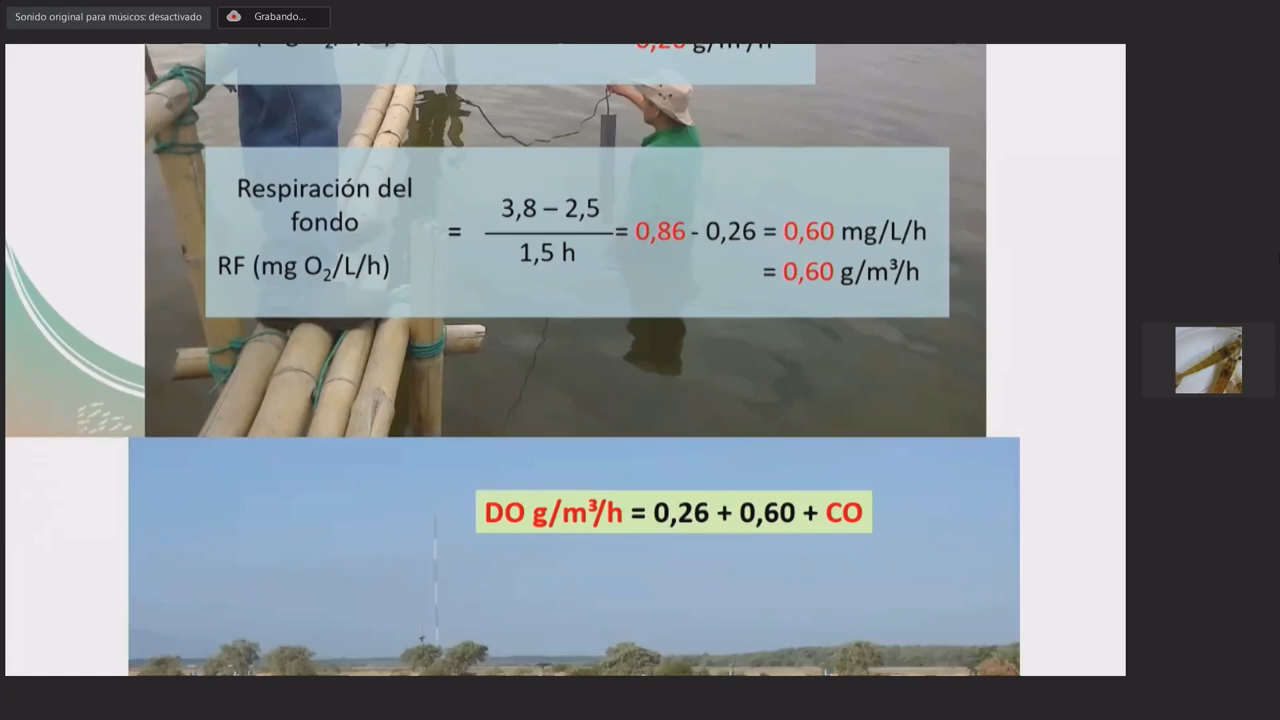 Sonido original para músicos: desactivado
Grabando...
0,26 g/m³/h
Respiración del
fondo
RF (mg O₂/L/h)
=
3,8 – 2,5
1,5 h
= 0,86 - 0,26 = 0,60 mg/L/h
= 0,60 g/m³/h
DO g/m³/h = 0,26 + 0,60 + CO